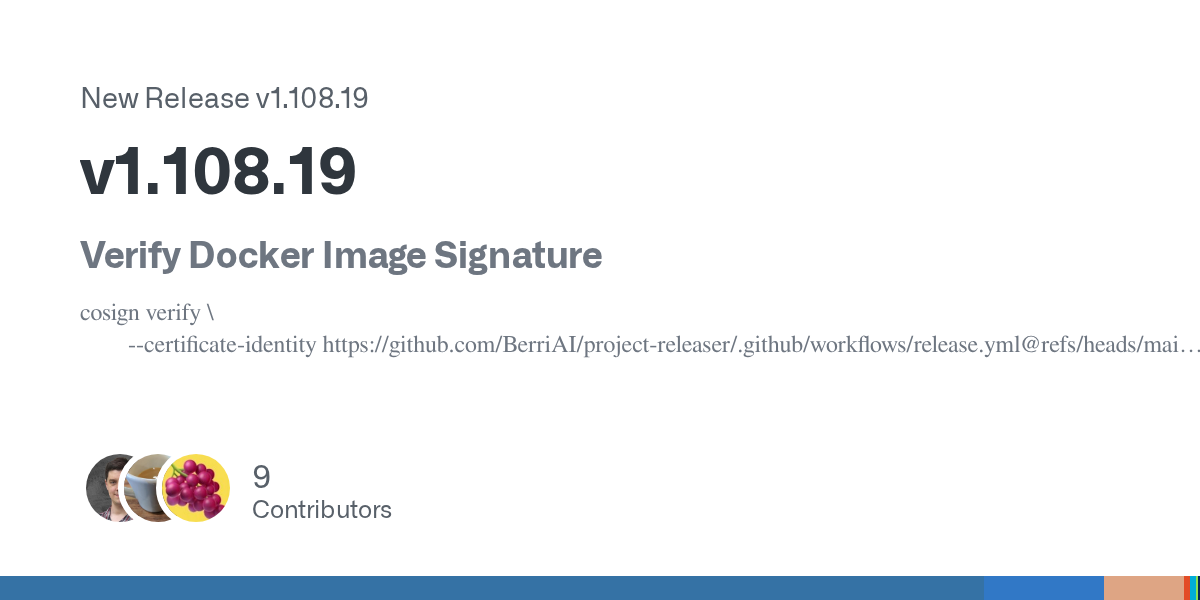 New Release v1.108.19
v1.108.19
Verify Docker Image Signature
cosign verify \
--certificate-identity https://github.com/BerriAI/project-releaser/.github/workflows/release.yml@refs/heads/mai…
9
Contributors